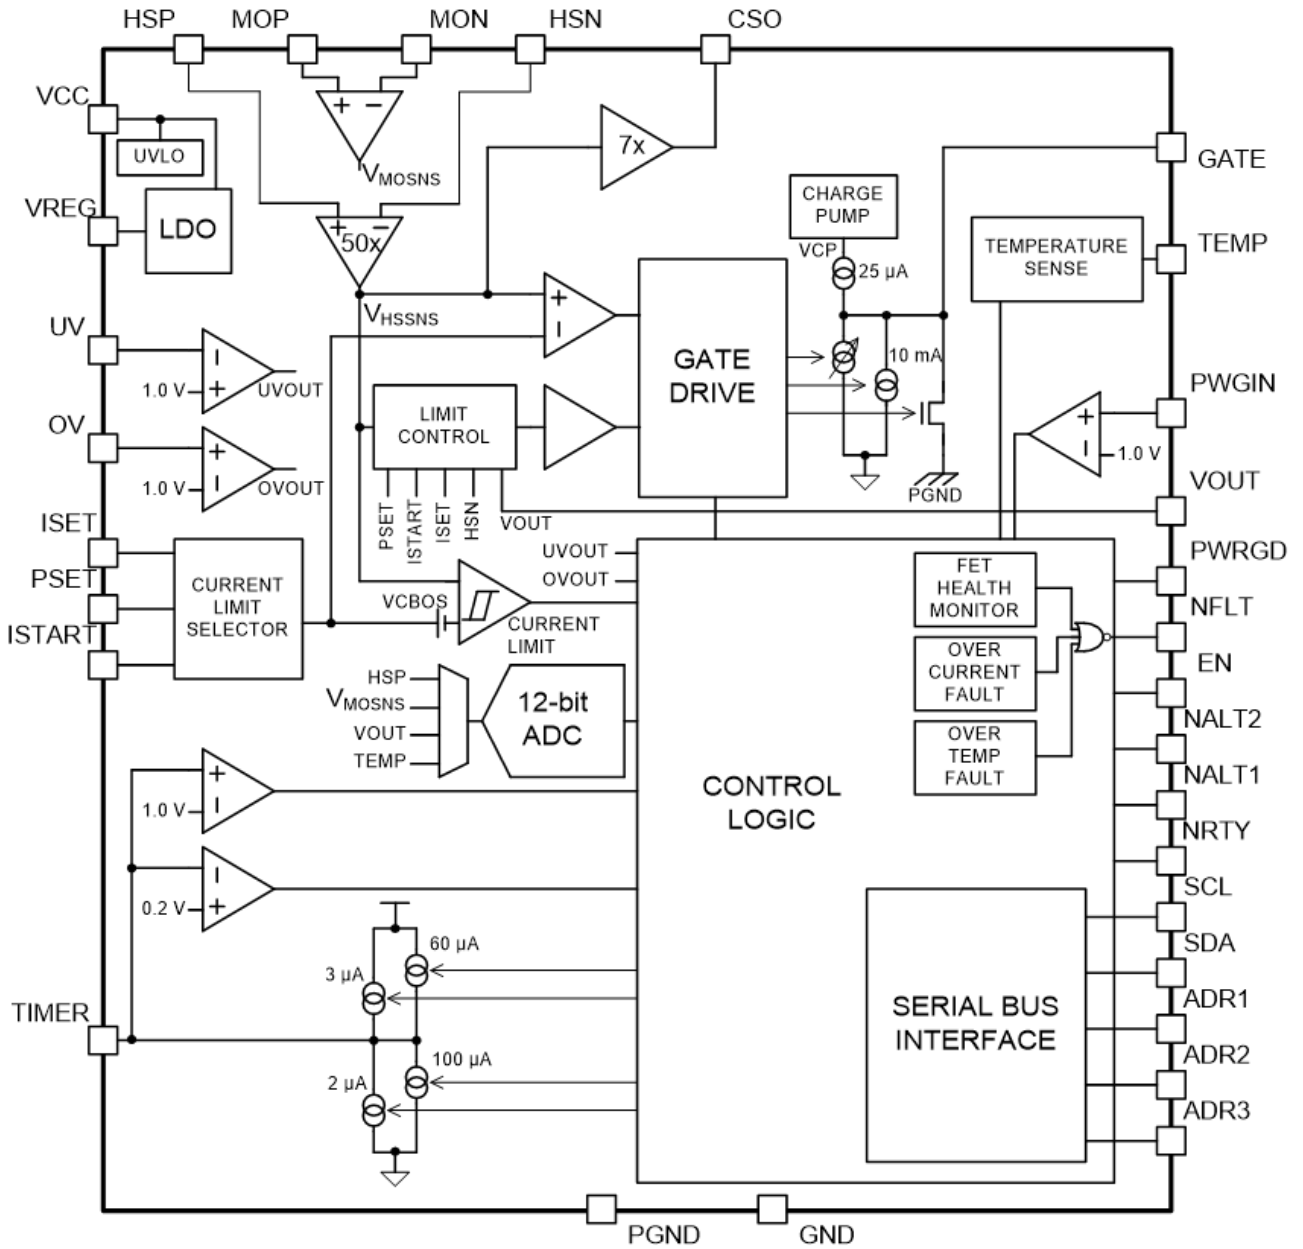 HSP
MOP
MON
HSN
CSO
VCC
UVLO
VREG
LDO
+ −
VMOSNS
+ −
50x
VHSSNS
7x
CHARGE
PUMP
VCP
25 µA
10 mA
GATE
TEMPERATURE
SENSE
TEMP
UV
−
1.0 V
+
UVOUT
OV
+
1.0 V
−
OVOUT
+
−
GATE
DRIVE
LIMIT
CONTROL
PSET
ISTART
ISET
HSN
VOUT
PGND
PWGIN
+
−
1.0 V
VOUT
ISET
PSET
ISTART
CURRENT
LIMIT
SELECTOR
VCBOS
CURRENT
LIMIT
UVOUT
OVOUT
HSP
VMOSNS
VOUT
TEMP
12-bit
ADC
CONTROL
LOGIC
FET
HEALTH
MONITOR
OVER
CURRENT
FAULT
OVER
TEMP
FAULT
PWRGD
NFLT
EN
NALT2
NALT1
NRTY
SCL
SDA
ADR1
ADR2
ADR3
+
1.0 V
−
−
0.2 V
+
60 µA
3 µA
TIMER
100 µA
2 µA
SERIAL BUS
INTERFACE
PGND
GND